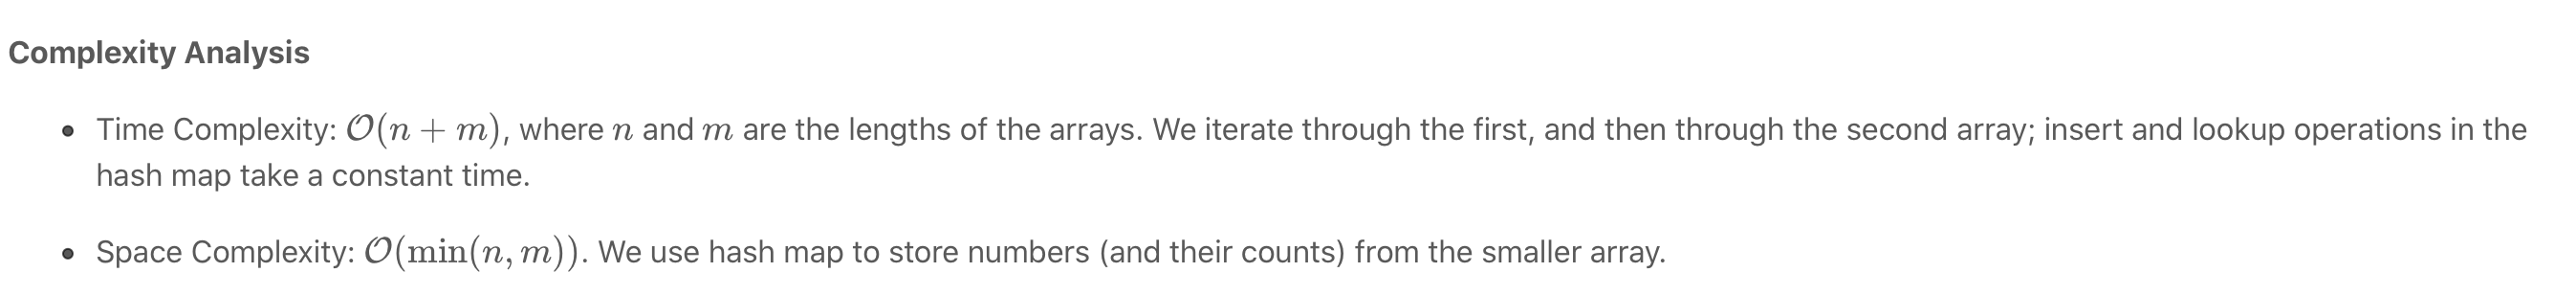 Complexity Analysis
• Time Complexity: 𝒪(n + m), where n and m are the lengths of the arrays. We iterate through the first, and then through the second array; insert and lookup operations in the
hash map take a constant time.
• Space Complexity: 𝒪(min(n, m)). We use hash map to store numbers (and their counts) from the smaller array.